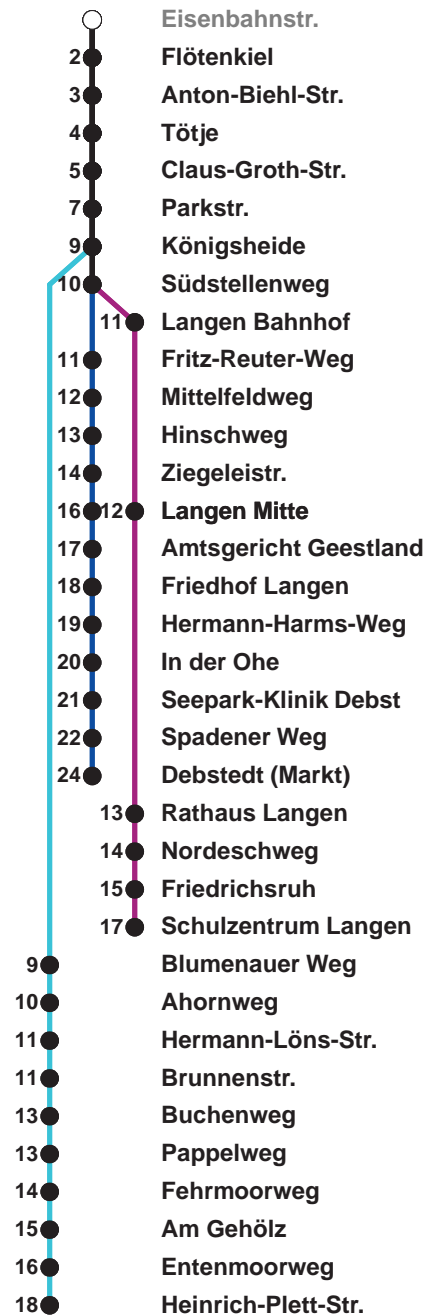 Eisenbahnstr.
2 Flötenkiel
3 Anton-Biehl-Str.
4 Tötje
5 Claus-Groth-Str.
7 Parkstr.
9 Königsheide
10 Südstellenweg
11 Langen Bahnhof
11 Fritz-Reuter-Weg
12 Mittelfeldweg
13 Hinschweg
14 Ziegeleistr.
16 12 Langen Mitte
17 Amtsgericht Geestland
18 Friedhof Langen
19 Hermann-Harms-Weg
20 In der Ohe
21 Seepark-Klinik Debst
22 Spadener Weg
24 Debstedt (Markt)
13 Rathaus Langen
14 Nordeschweg
15 Friedrichsruh
17 Schulzentrum Langen
9 Blumenauer Weg
10 Ahornweg
11 Hermann-Löns-Str.
11 Brunnenstr.
13 Buchenweg
13 Pappelweg
14 Fehrmoorweg
15 Am Gehölz
16 Entenmoorweg
18 Heinrich-Plett-Str.